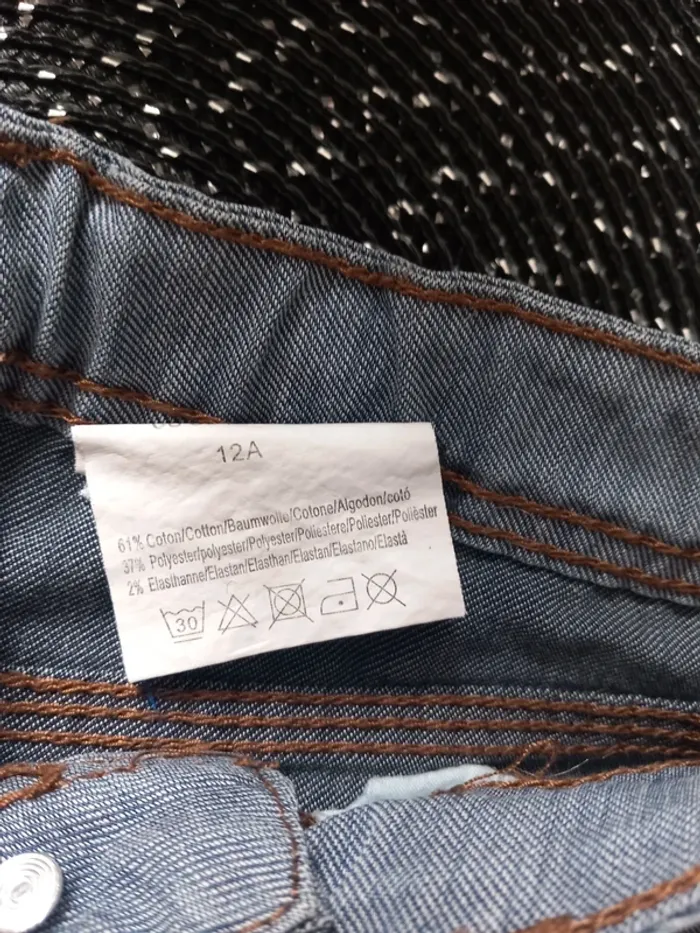 12A
61% Coton/Cotton/Baumwolle/Cotone/Algodon/cotó
37% Polyester/polyester/Polyester/Poliestere/Poliester/Polièster
2% Elasthanne/Elastan/Elasthan/Elastan/Elastano/Elastà
30